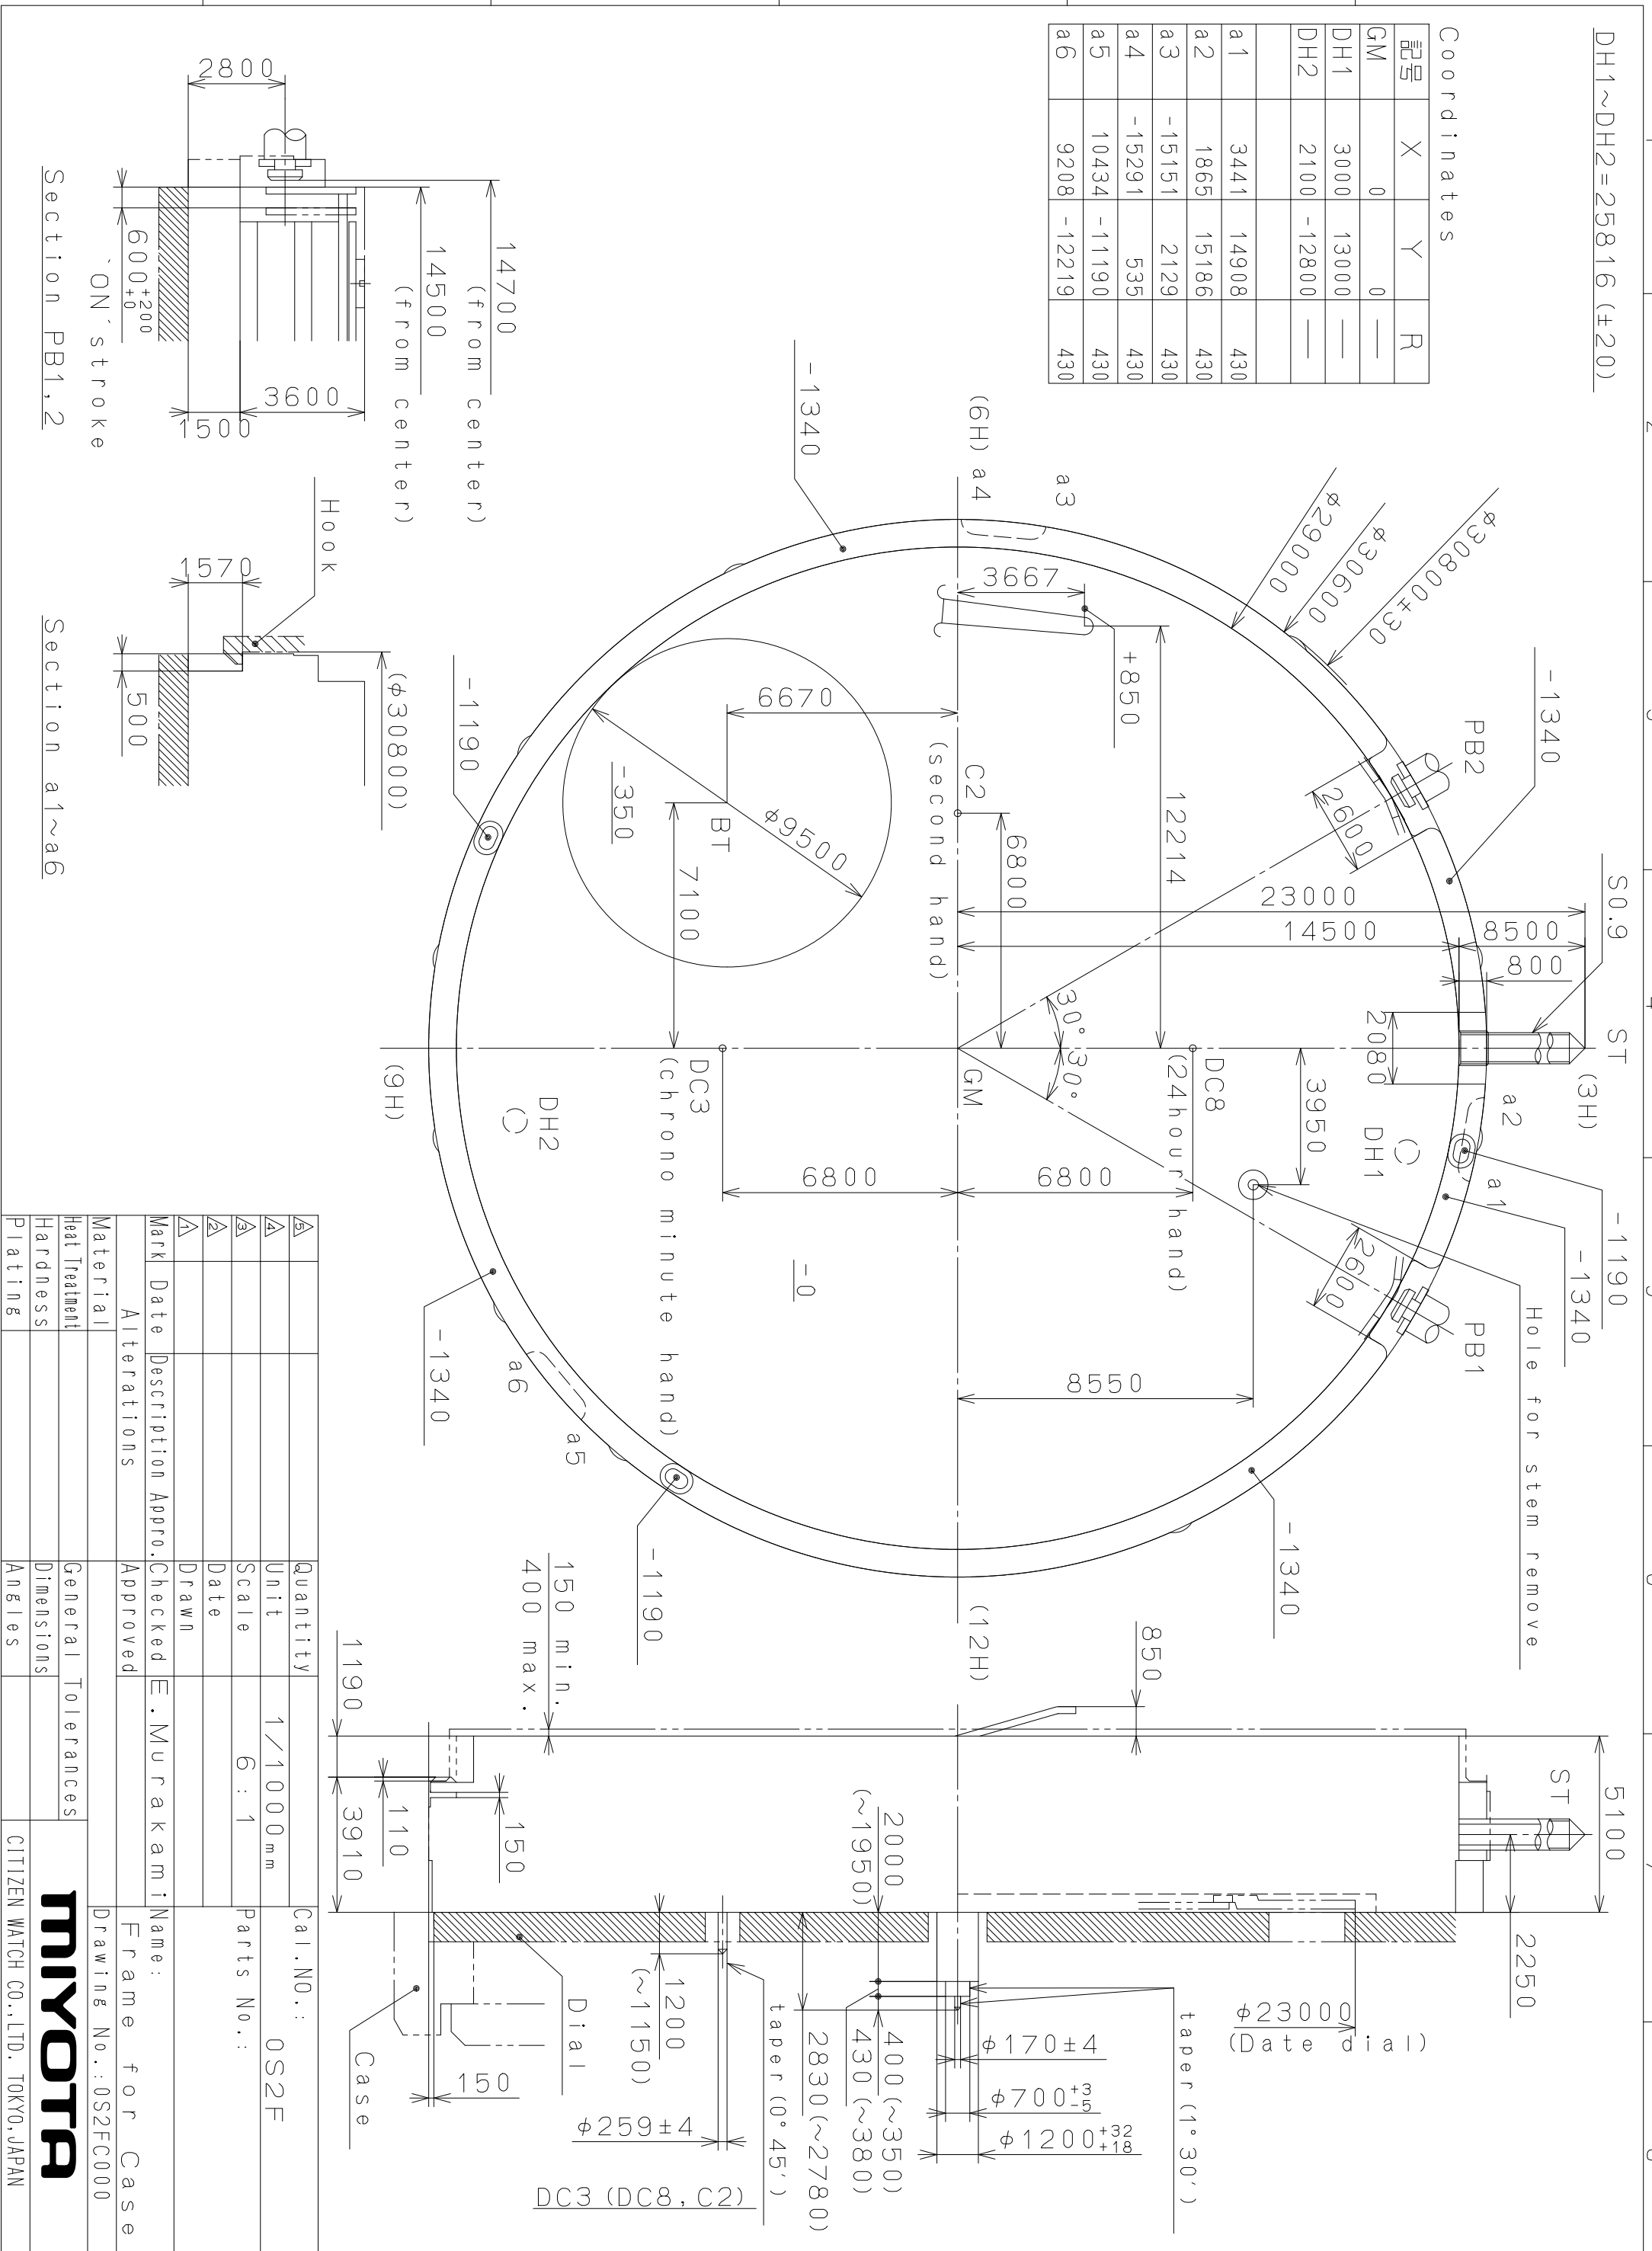 DH1~DH2=25816 (±20)
Coordinates
記号 X Y R
GM 0 0 —
DH1 3000 13000 —
DH2 2100 -12800 —
a1 3441 14908 430
a2 1865 15186 430
a3 -15151 2129 430
a4 -15291 535 430
a5 10434 -11190 430
a6 9208 -12219 430
2800
14700
(from center)
14500
(from center)
600+200+0
'ON' stroke
3600
1500
Section PB1,2
Hook
1570
500
(φ30800)
Section a1~a6
-1340
(6H)
a4
a3
φ29000
φ30600
φ30800±30
-1340
PB2
2600
3667
+850
12214
6670
C2
(second hand)
6800
BT
φ9500
-350
7100
-1190
23000
14500
8500
800
S0.9
ST
(3H)
2080
30°
30°
GM
DC8
(24hour hand)
3950
DH1
a2
a1
-1190
-1340
PB1
2600
Hole for stem remove
8550
6800
6800
DC3
(chrono minute hand)
DH2
(9H)
-0
a6
a5
-1340
-1190
-1340
(12H)
850
5100
ST
2250
φ23000
(Date dial)
150 min.
400 max.
1190
3910
110
150
2000
(~1950)
1200
(~1150)
Dial
Case
150
taper(0°45')
φ259±4
DC3 (DC8,C2)
2830(~2780)
430(~380)
400(~350)
φ170±4
φ700+3-5
φ1200+32+18
taper(1°30')
5
4
3
2
1
Mark Date Description Appro.
Alterations
Material
Heat Treatment
Hardness
Plating
Quantity
Unit 1/1000mm
Scale 6:1
Date
Drawn
Checked E.Murakami
Approved
General Tolerances
Dimensions
Angles
Cal.NO.: 0S2F
Parts No.:
Name:
Frame for Case
Drawing No.:0S2FC000
MIYOTA
CITIZEN WATCH CO.,LTD. TOKYO,JAPAN